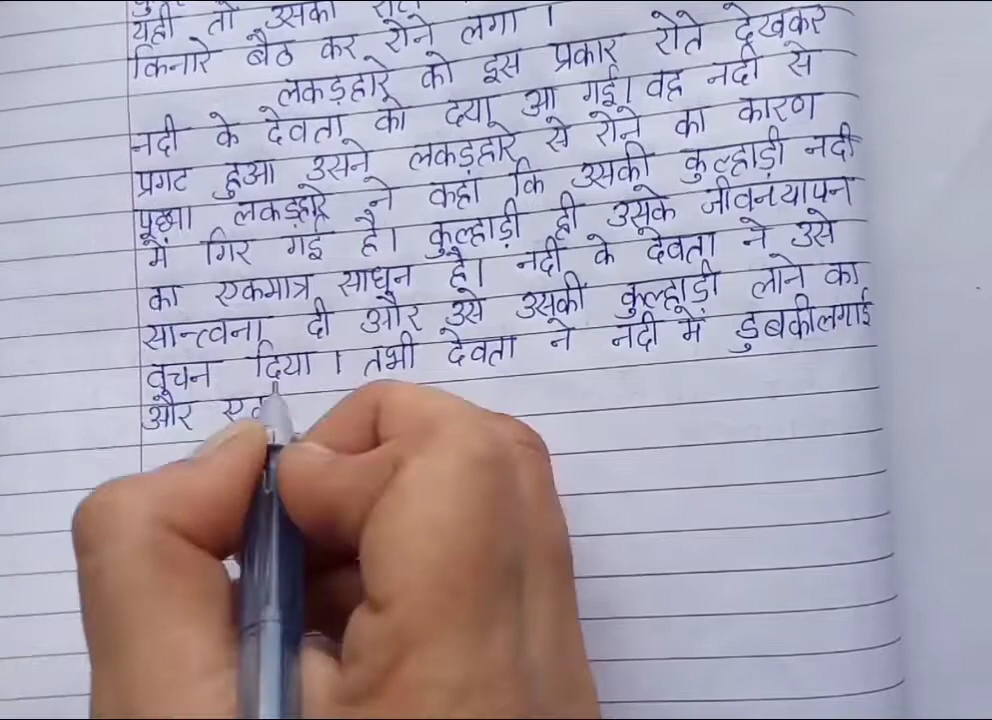 यही तो उसका
किनारे बैठ कर रोने लगा ।
लकड़हारे को इस प्रकार रोते देखकर
नदी के देवता को दया आ गई। वह नदी से
प्रगट हुआ उसने लकड़हारे से रोने का कारण
पूछा लकड़हारे ने कहा कि उसकी कुल्हाड़ी नदी
में गिर गई है। कुल्हाड़ी ही उसके जीवनयापन
का एकमात्र साधन है। नदी के देवता ने उसे
सान्त्वना दी और उसे उसकी कुल्हाड़ी लाने का
वचन दिया । तभी देवता ने नदी में डुबकीलगाई
और